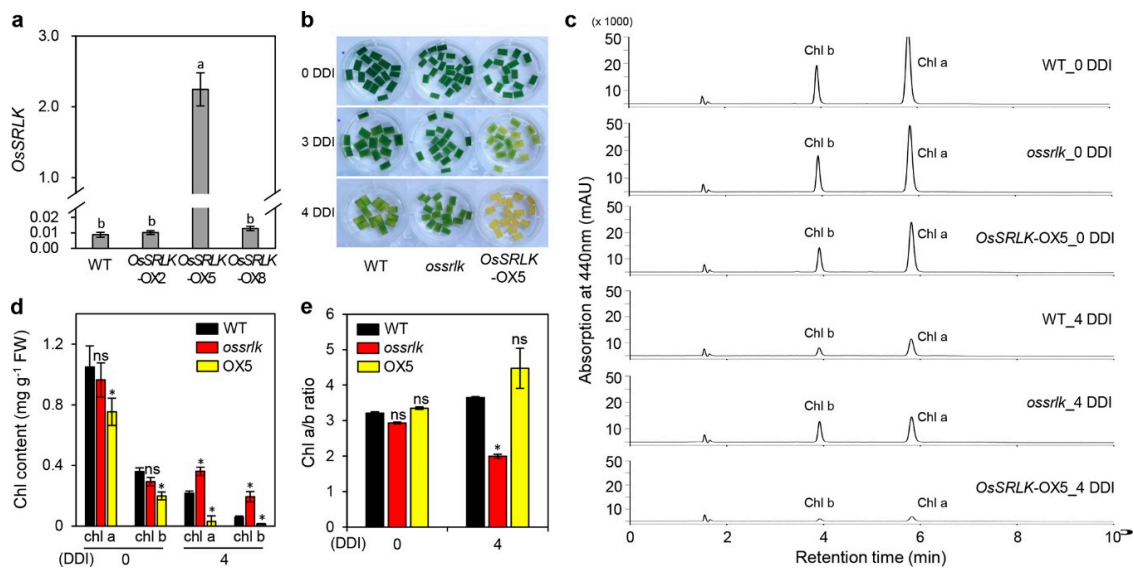 a
3.0
2.0
1.0
0.02
0.01
0.00
OsSRLK
a
b
b
b
WT
OsSRLK
-OX2
OsSRLK
-OX5
OsSRLK
-OX8
b
0 DDI
3 DDI
4 DDI
WT
ossrlk
OsSRLK
-OX5
c
(x 1000)
Absorption at 440nm (mAU)
50
20
10
Chl b
Chl a
WT_0 DDI
50
20
10
Chl b
Chl a
ossrlk_0 DDI
50
20
10
Chl b
Chl a
OsSRLK-OX5_0 DDI
50
20
10
Chl b
Chl a
WT_4 DDI
50
20
10
Chl b
Chl a
ossrlk_4 DDI
50
20
10
Chl b
Chl a
OsSRLK-OX5_4 DDI
0 2 4 6 8 10
Retention time (min)
d
Chl content (mg g-1 FW)
1.2
0.8
0.4
0
WT
ossrlk
OX5
ns
*
ns
*
*
*
*
*
chl a chl b chl a chl b
(DDI) 0 4
e
Chl a/b ratio
6
5
4
3
2
1
0
WT
ossrlk
OX5
ns
ns
*
ns
(DDI) 0 4